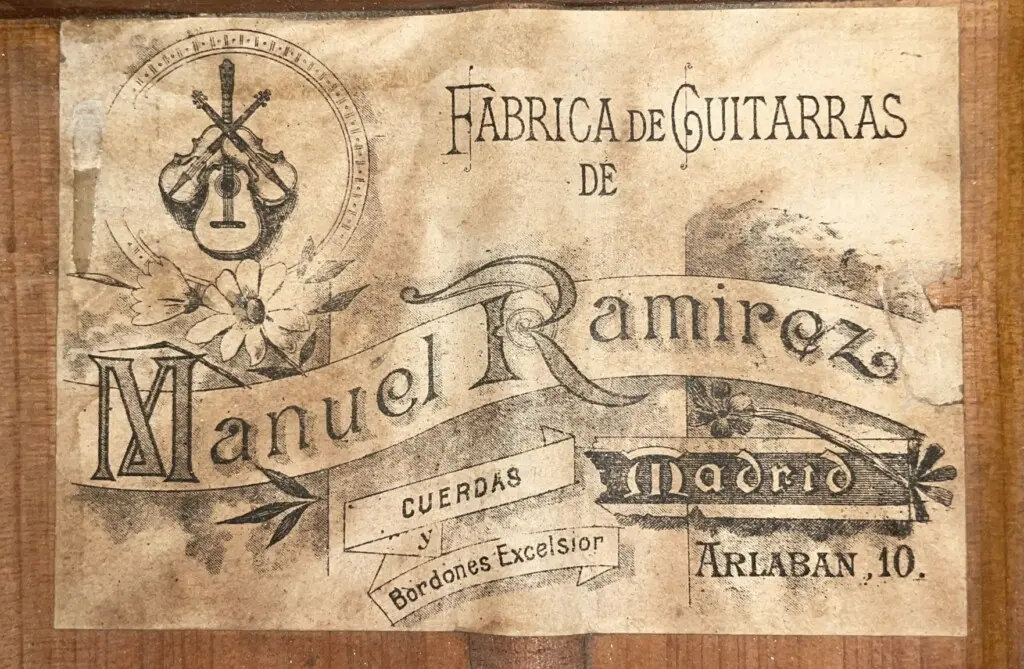 FABRICA DE GUITARRAS
DE
Manuel Ramirez
CUERDAS
y
Bordones Excelsior
Madrid
ARLABAN, 10.